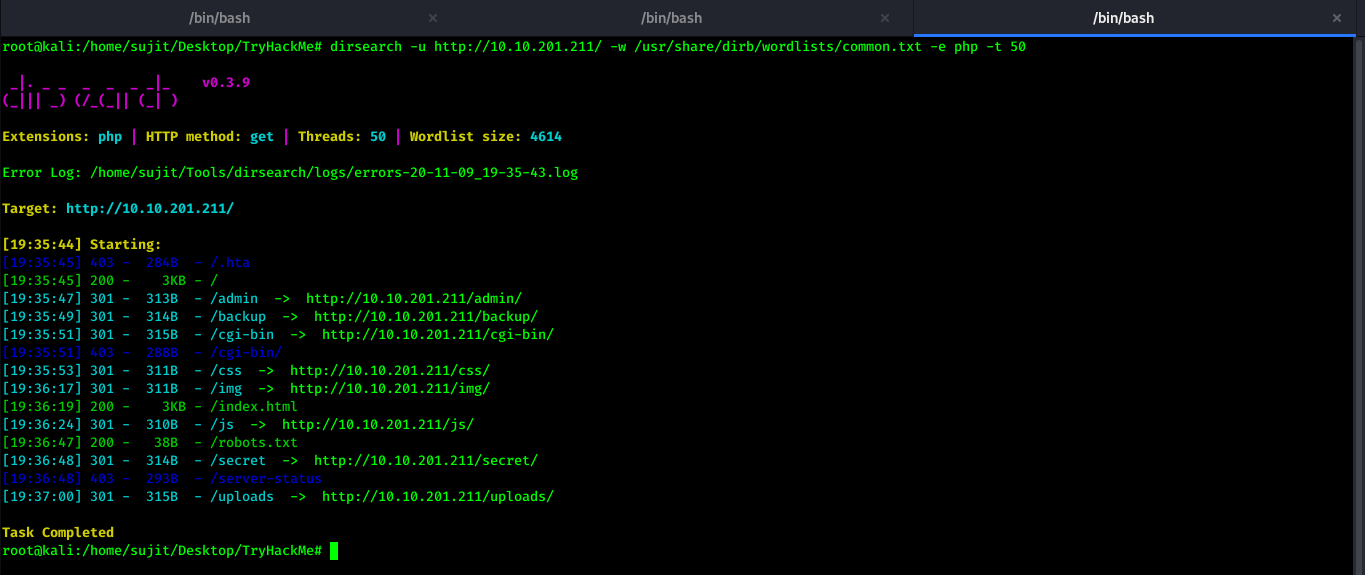 /bin/bash × /bin/bash × /bin/bash ×
root@kali:/home/sujit/Desktop/TryHackMe# dirsearch -u http://10.10.201.211/ -w /usr/share/dirb/wordlists/common.txt -e php -t 50
 _|. _ _  _  _  _ _|_    v0.3.9
(_||| _) (/_(_|| (_| )
Extensions: php | HTTP method: get | Threads: 50 | Wordlist size: 4614
Error Log: /home/sujit/Tools/dirsearch/logs/errors-20-11-09_19-35-43.log
Target: http://10.10.201.211/
[19:35:44] Starting:
[19:35:45] 403 -  284B  - /.hta
[19:35:45] 200 -    3KB - /
[19:35:47] 301 -  313B  - /admin  ->  http://10.10.201.211/admin/
[19:35:49] 301 -  314B  - /backup  ->  http://10.10.201.211/backup/
[19:35:51] 301 -  315B  - /cgi-bin  ->  http://10.10.201.211/cgi-bin/
[19:35:51] 403 -  288B  - /cgi-bin/
[19:35:53] 301 -  311B  - /css  ->  http://10.10.201.211/css/
[19:36:17] 301 -  311B  - /img  ->  http://10.10.201.211/img/
[19:36:19] 200 -    3KB - /index.html
[19:36:24] 301 -  310B  - /js  ->  http://10.10.201.211/js/
[19:36:47] 200 -   38B  - /robots.txt
[19:36:48] 301 -  314B  - /secret  ->  http://10.10.201.211/secret/
[19:36:48] 403 -  293B  - /server-status
[19:37:00] 301 -  315B  - /uploads  ->  http://10.10.201.211/uploads/
Task Completed
root@kali:/home/sujit/Desktop/TryHackMe#